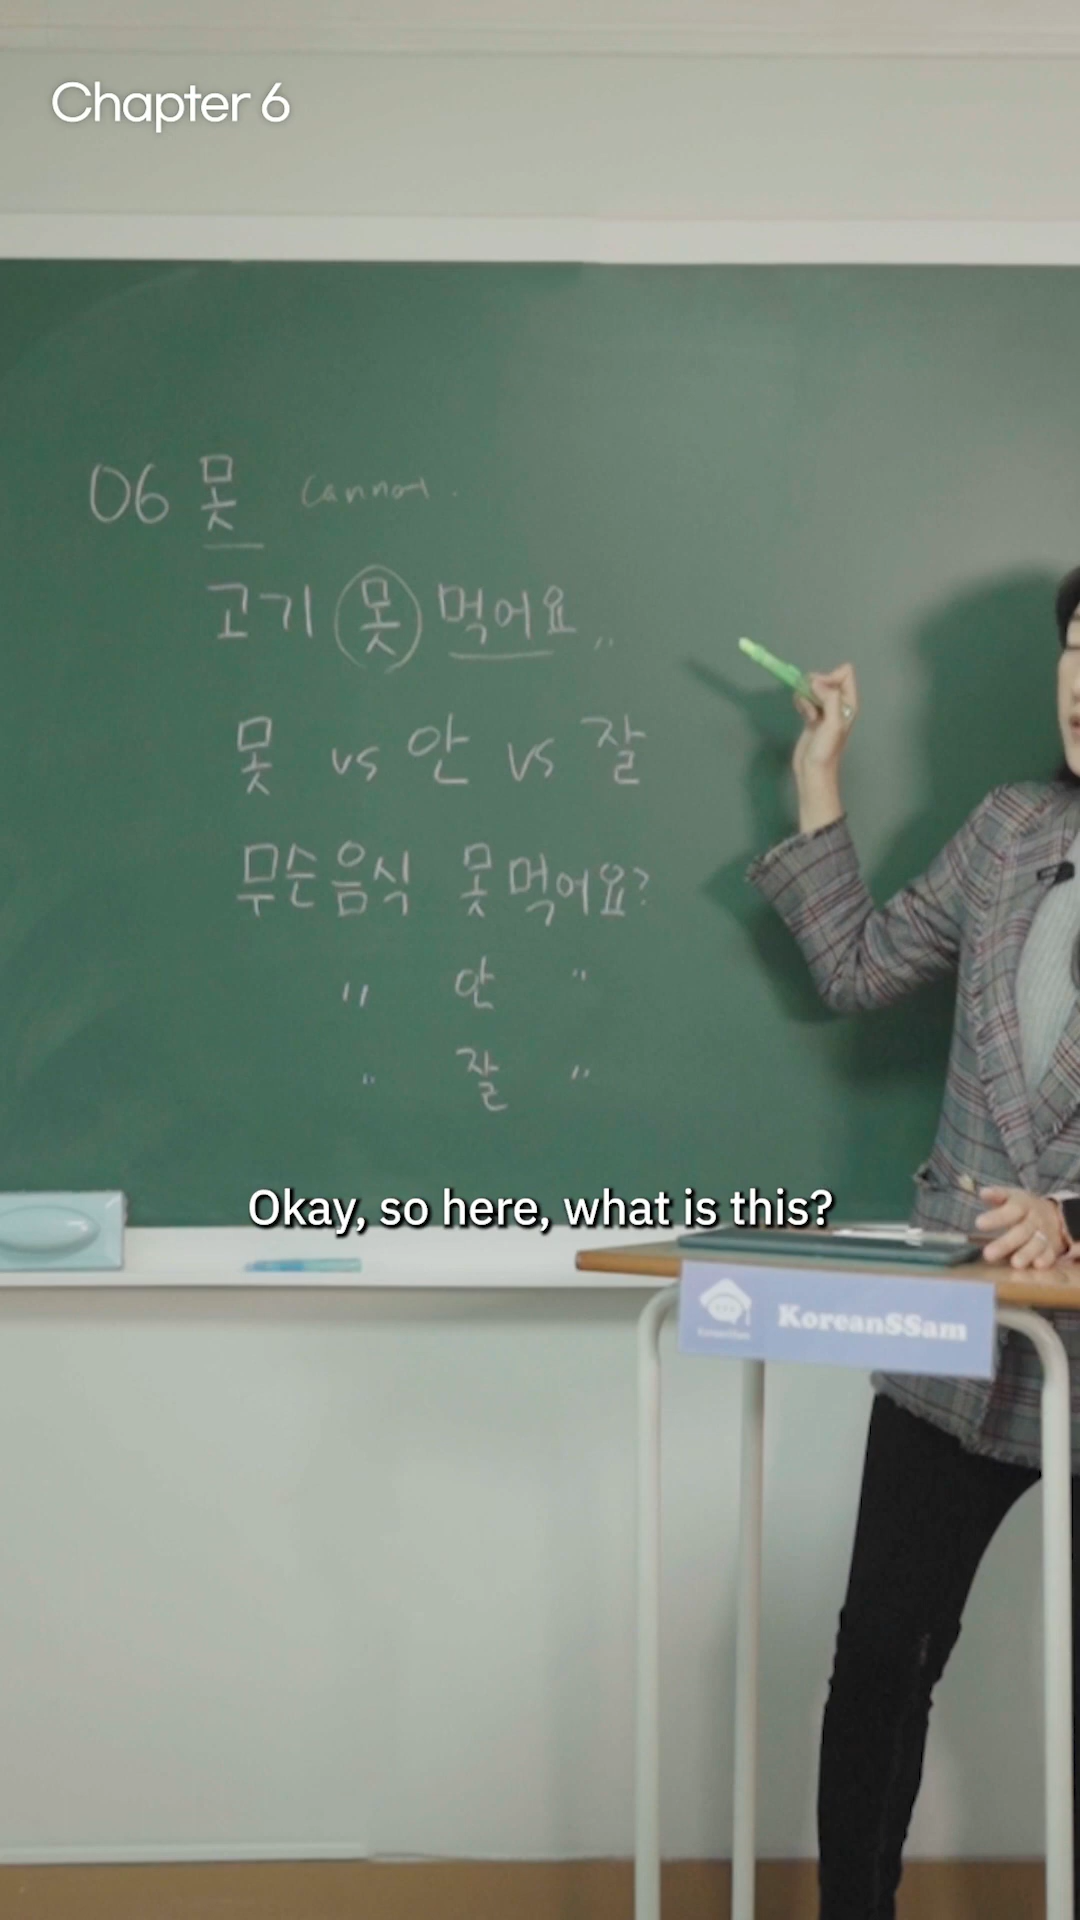 Chapter 6
06 못 cannot.
고기 못 먹어요..
못 vs 안 vs 잘
무슨 음식 못 먹어요?
" 안 "
" 잘 "
Okay, so here, what is this?
KoreanSSam